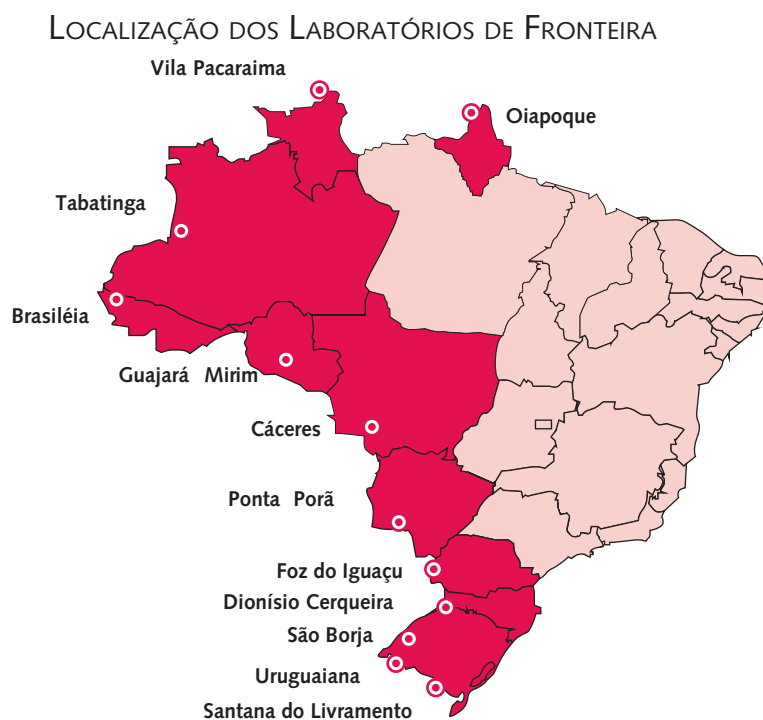 Localização dos Laboratórios de Fronteira
Vila Pacaraima
Oiapoque
Tabatinga
Brasiléia
Guajará Mirim
Cáceres
Ponta Porã
Foz do Iguaçu
Dionísio Cerqueira
São Borja
Uruguaiana
Santana do Livramento